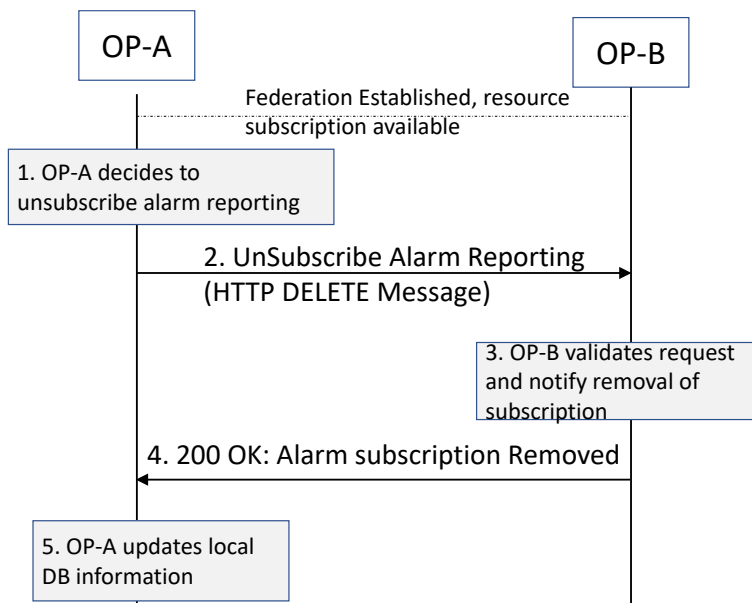 OP-A
OP-B
Federation Established, resource
subscription available
1. OP-A decides to
unsubscribe alarm reporting
2. UnSubscribe Alarm Reporting
(HTTP DELETE Message)
3. OP-B validates request
and notify removal of
subscription
4. 200 OK: Alarm subscription Removed
5. OP-A updates local
DB information